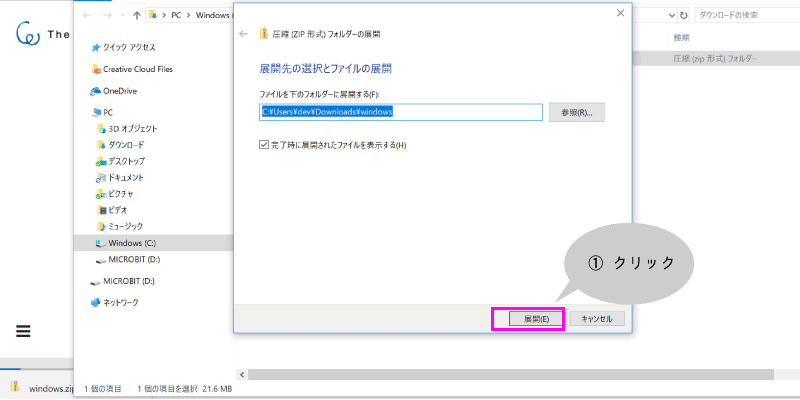 The
PC
Windows
ダウンロードの検索
種類
圧縮 (zip 形式) フォルダー
クイック アクセス
Creative Cloud Files
OneDrive
PC
3D オブジェクト
ダウンロード
デスクトップ
ドキュメント
ピクチャ
ビデオ
ミュージック
Windows (C:)
MICROBIT (D:)
MICROBIT (D:)
ネットワーク
圧縮 (ZIP 形式) フォルダーの展開
展開先の選択とファイルの展開
ファイルを下のフォルダーに展開する(F):
C:¥Users¥dev¥Downloads¥windows
参照(R)...
完了時に展開されたファイルを表示する(H)
① クリック
展開(E)
キャンセル
windows.zip
1 個の項目
1 個の項目を選択 21.6 MB